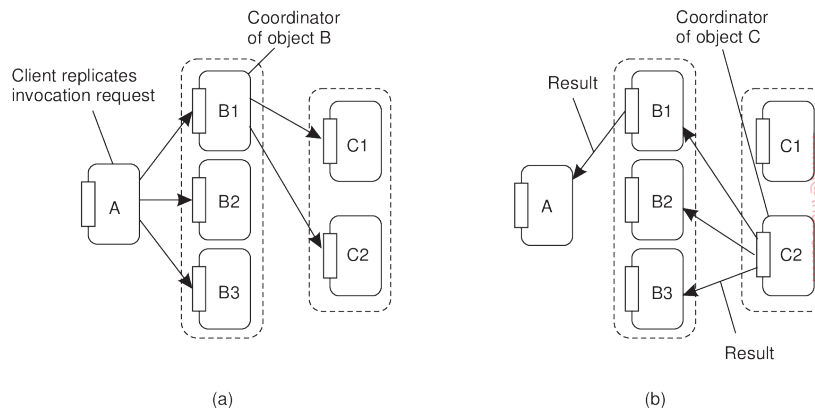 Coordinator
of object B
Client replicates
invocation request
B1
C1
A
B2
C2
B3
(a)
Coordinator
of object C
Result
B1
C1
A
B2
C2
B3
Result
(b)